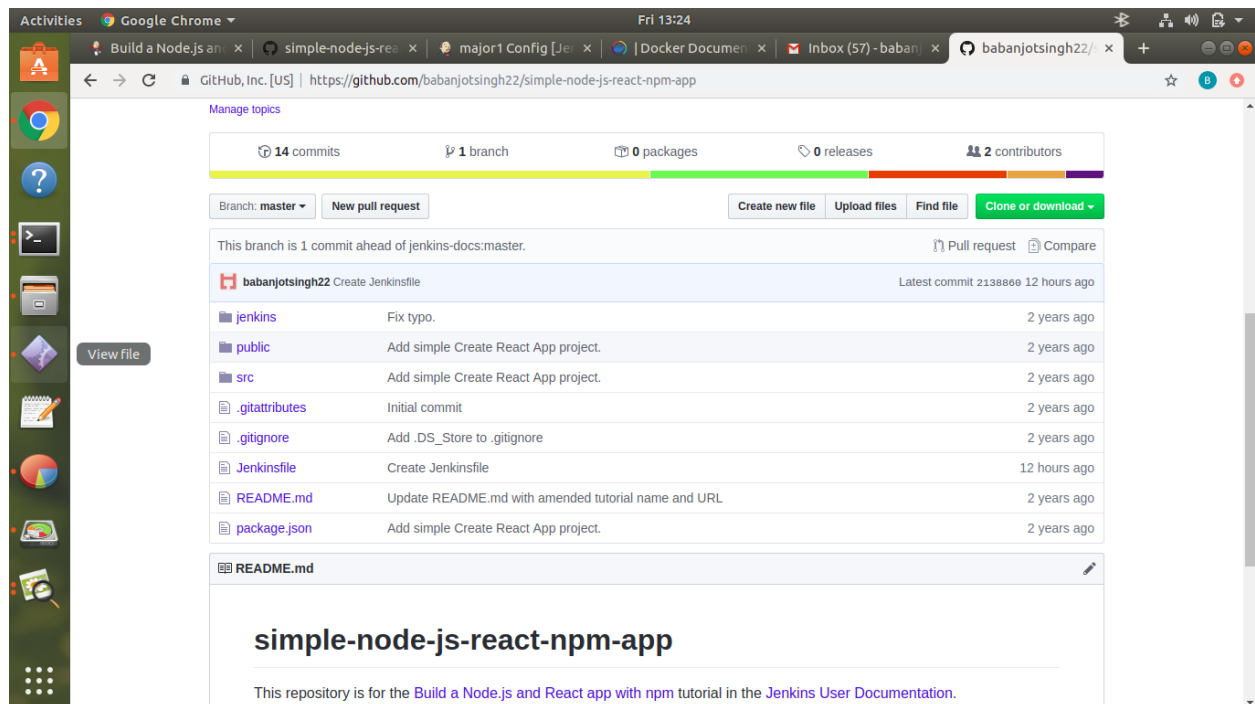 Activities Google Chrome Fri 13:24
Build a Node.js an simple-node-js-rea major1 Config [Jen | Docker Documen Inbox (57) - baban babanjotsingh22/s
GitHub, Inc. [US] | https://github.com/babanjotsingh22/simple-node-js-react-npm-app B
Manage topics
14 commits 1 branch 0 packages 0 releases 2 contributors
Branch: master New pull request Create new file Upload files Find file Clone or download
This branch is 1 commit ahead of jenkins-docs:master. Pull request Compare
babanjotsingh22 Create Jenkinsfile Latest commit 2138860 12 hours ago
jenkins Fix typo. 2 years ago
View file
public Add simple Create React App project. 2 years ago
src Add simple Create React App project. 2 years ago
.gitattributes Initial commit 2 years ago
.gitignore Add .DS_Store to .gitignore 2 years ago
Jenkinsfile Create Jenkinsfile 12 hours ago
README.md Update README.md with amended tutorial name and URL 2 years ago
package.json Add simple Create React App project. 2 years ago
README.md
simple-node-js-react-npm-app
This repository is for the Build a Node.js and React app with npm tutorial in the Jenkins User Documentation.